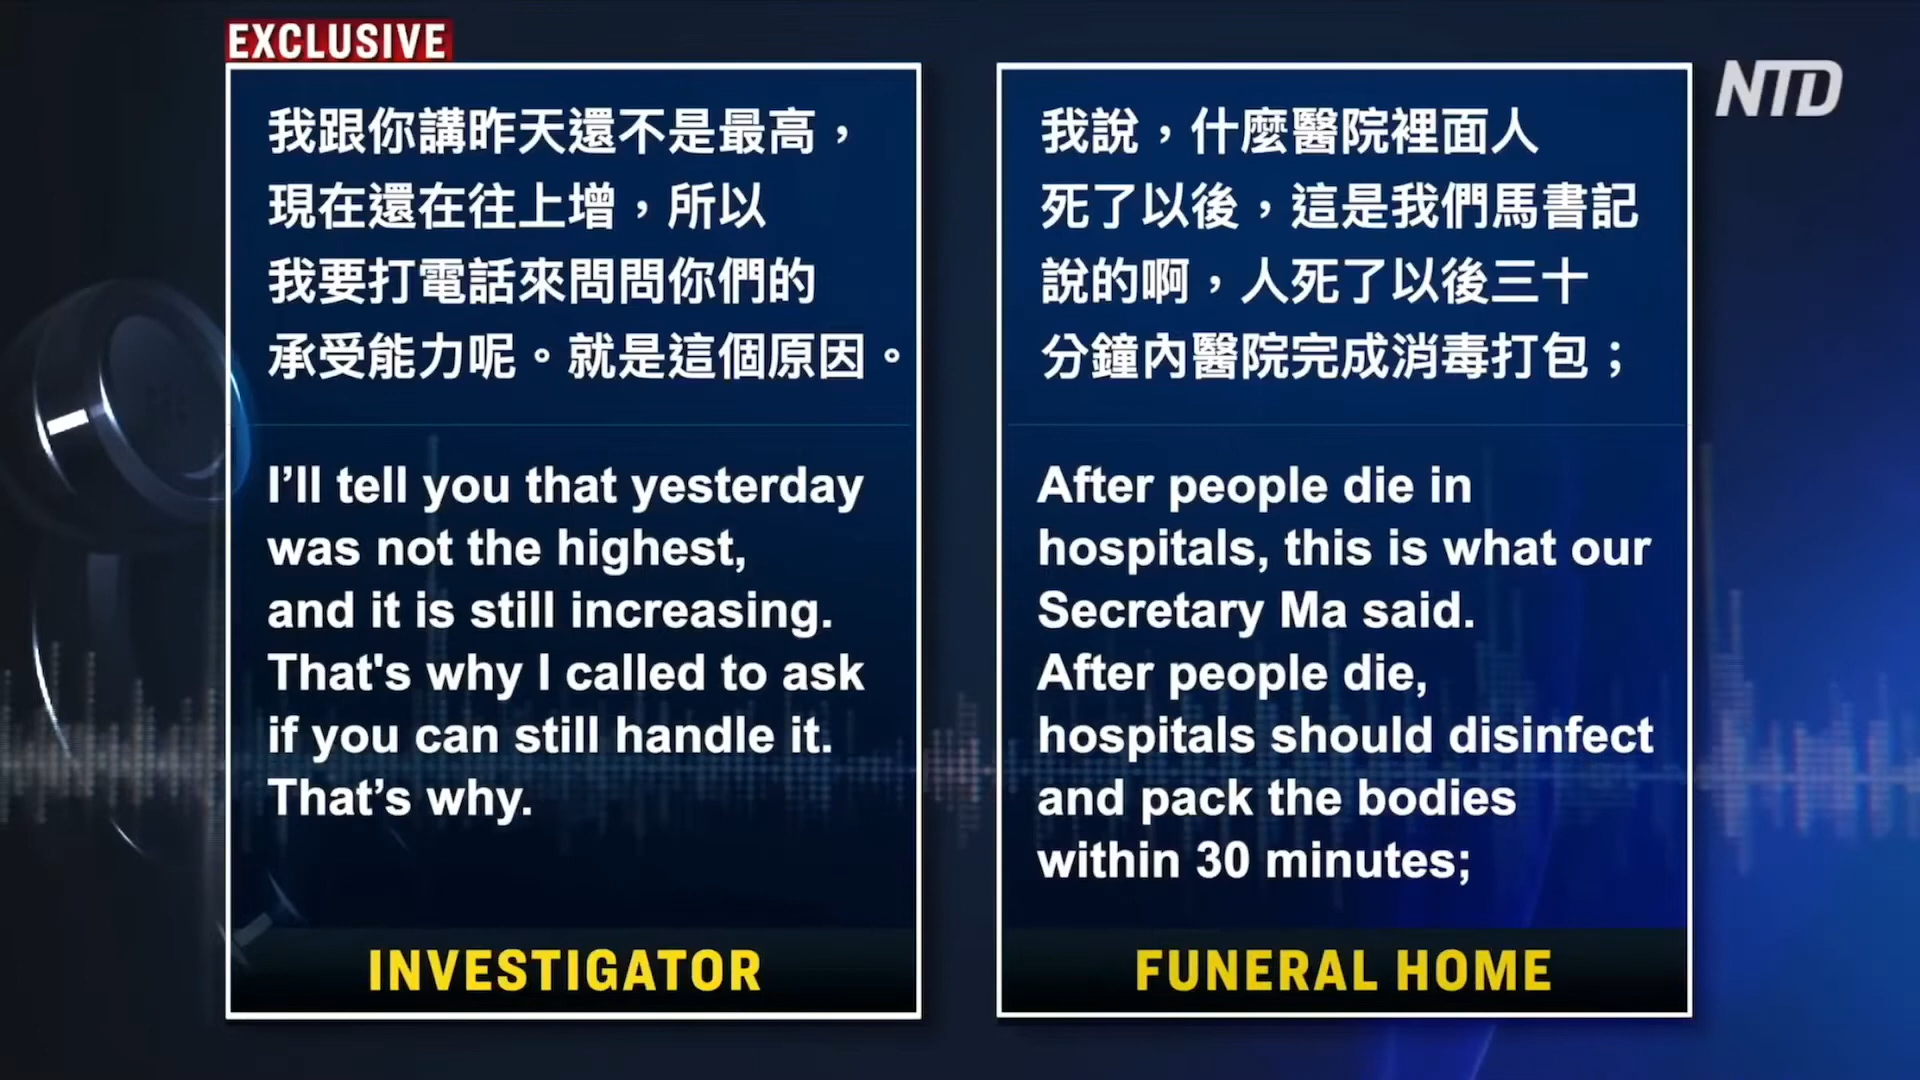 EXCLUSIVE
NTD
我跟你講昨天還不是最高，
現在還在往上增，所以
我要打電話來問問你們的
承受能力呢。就是這個原因。
I’ll tell you that yesterday
was not the highest,
and it is still increasing.
That's why I called to ask
if you can still handle it.
That’s why.
INVESTIGATOR
我說，什麼醫院裡面人
死了以後，這是我們馬書記
說的啊，人死了以後三十
分鐘內醫院完成消毒打包；
After people die in
hospitals, this is what our
Secretary Ma said.
After people die,
hospitals should disinfect
and pack the bodies
within 30 minutes;
FUNERAL HOME